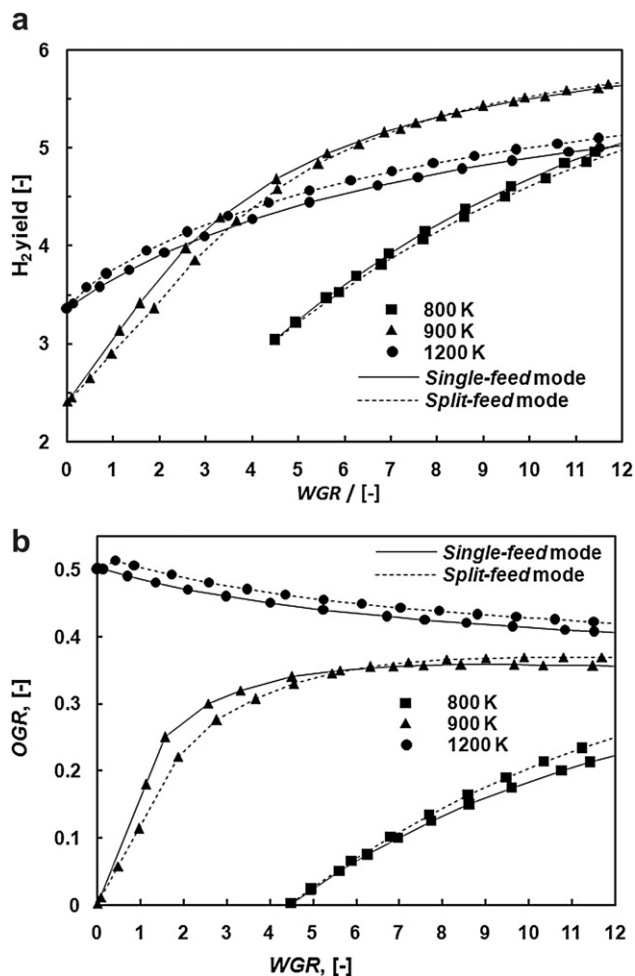 a
6
5
4
3
2
H2 yield [-]
800 K
900 K
1200 K
Single-feed mode
Split-feed mode
0 1 2 3 4 5 6 7 8 9 10 11 12
WGR / [-]
b
Single-feed mode
Split-feed mode
0.5
0.4
0.3
0.2
0.1
0
OGR, [-]
800 K
900 K
1200 K
0 1 2 3 4 5 6 7 8 9 10 11 12
WGR, [-]